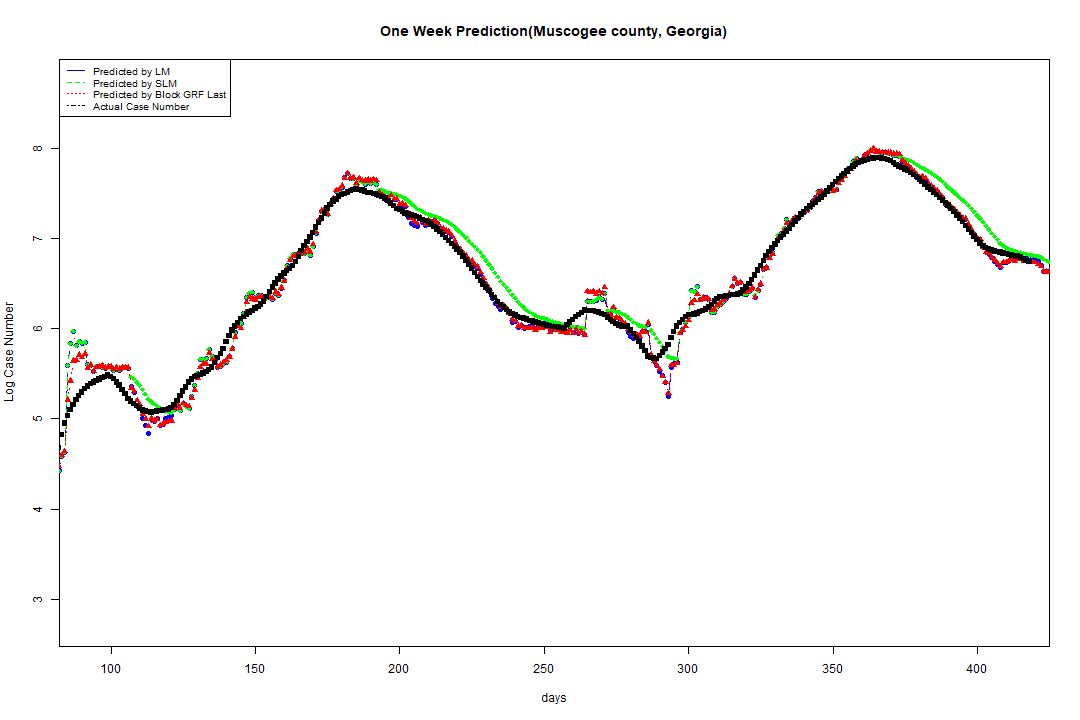 One Week Prediction(Muscogee county, Georgia)
Predicted by LM
Predicted by SLM
Predicted by Block GRF Last
Actual Case Number
8
7
6
5
4
3
Log Case Number
100 150 200 250 300 350 400
days